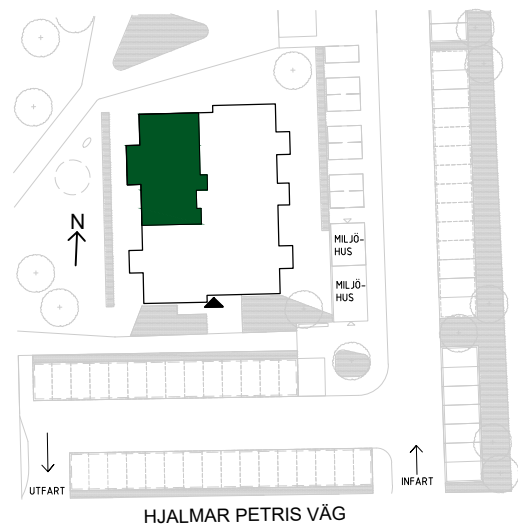 N
MILJÖ-
HUS
MILJÖ-
HUS
UTFART
INFART
HJALMAR PETRIS VÄG